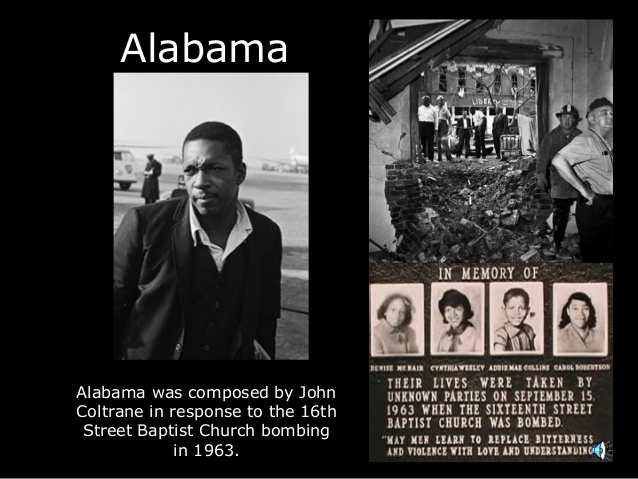 Alabama
LIBERTY
Alabama was composed by John
Coltrane in response to the 16th
Street Baptist Church bombing
in 1963.
IN MEMORY OF
DENISE MCNAIR CYNTHIA WESLEY ADDIE MAE COLLINS CAROL ROBERTSON
THEIR LIVES WERE TAKEN BY
UNKNOWN PARTIES ON SEPTEMBER 15,
1963 WHEN THE SIXTEENTH STREET
BAPTIST CHURCH WAS BOMBED.
"MAY MEN LEARN TO REPLACE BITTERNESS
AND VIOLENCE WITH LOVE AND UNDERSTANDING